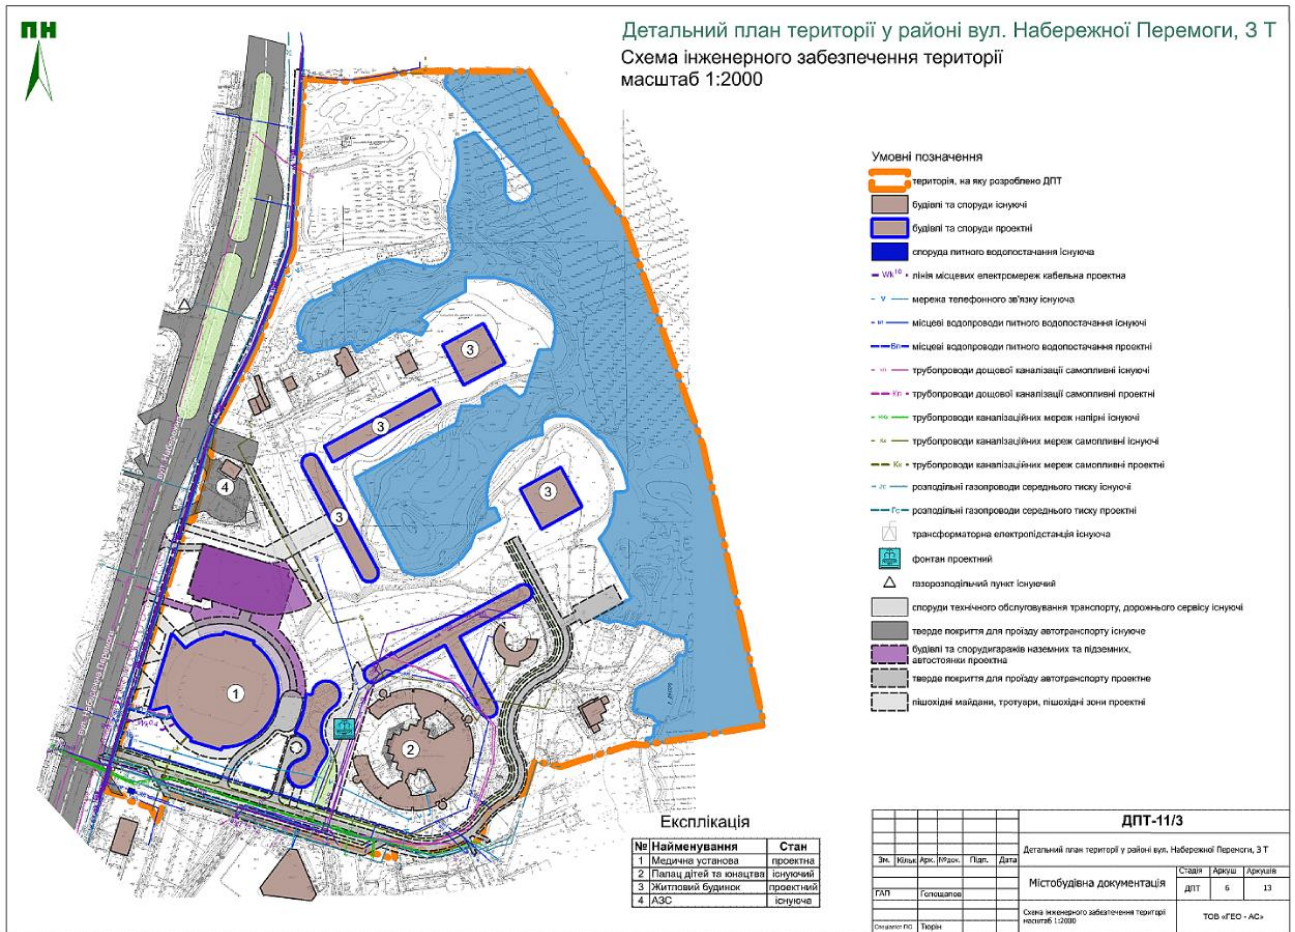 ПН
Детальний план території у районі вул. Набережної Перемоги, 3 Т
Схема інженерного забезпечення території
масштаб 1:2000
Умовні позначення
територія, на яку розроблено ДПТ
будівлі та споруди існуючі
будівлі та споруди проектні
споруда питного водопостачання існуюча
Wk10 лінія місцевих електромереж кабельна проектна
V мережа телефонного зв'язку існуюча
місцеві водопроводи питного водопостачання існуючі
Вп місцеві водопроводи питного водопостачання проектні
трубопроводи дощової каналізації самопливні існуючі
трубопроводи дощової каналізації самопливні проектні
трубопроводи каналізаційних мереж напірні існуючі
трубопроводи каналізаційних мереж самопливні існуючі
трубопроводи каналізаційних мереж самопливні проектні
розподільні газопроводи середнього тиску існуючі
Гс розподільні газопроводи середнього тиску проектні
трансформаторна електропідстанція існуюча
фонтан проектний
газорозподільчий пункт існуючий
споруди технічного обслуговування транспорту, дорожнього сервісу існуючі
тверде покриття для проїзду автотранспорту існуюче
будівлі та спорудигаражів наземних та підземних,
автостоянки проектна
тверде покриття для проїзду автотранспорту проектне
пішохідні майдани, тротуари, пішохідні зони проектні
3
3
3
3
4
1
2
вул. Набережна Перемоги
Експлікація
№ Найменування Стан
1 Медична установа проектна
2 Палац дітей та юнацтва існуючий
3 Житловий будинок проектний
4 АЗС існуюче
ДПТ-11/3
Детальний план території у районі вул. Набережної Перемоги, 3 Т
Зм. Кільк Арк. №док. Підп. Дата
Містобудівна документація
Стадія Аркуш Аркушів
ДПТ 6 13
ГАП Голощапов
Схема інженерного забезпечення території
масштаб 1:2000
ТОВ «ГЕО - АС»
Тюрін